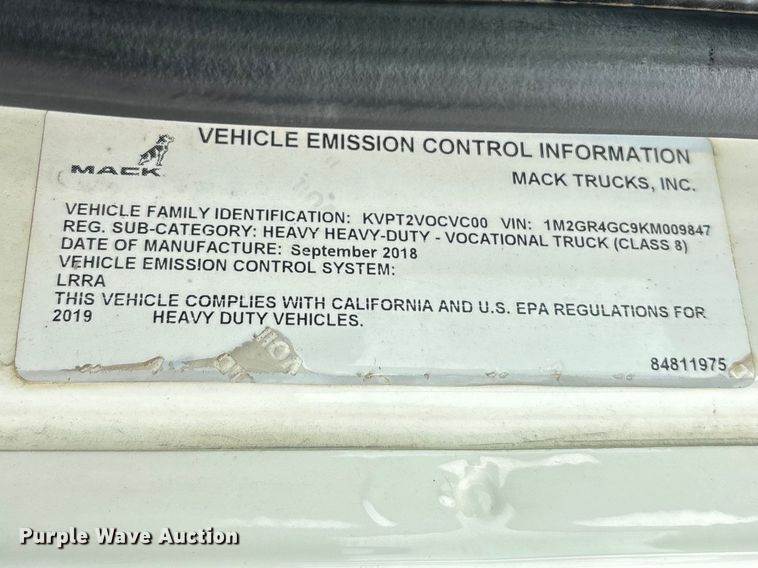 VEHICLE EMISSION CONTROL INFORMATION
MACK
MACK TRUCKS, INC.
VEHICLE FAMILY IDENTIFICATION: KVPT2VOCVC00 VIN: 1M2GR4GC9KM009847
REG. SUB-CATEGORY: HEAVY HEAVY-DUTY - VOCATIONAL TRUCK (CLASS 8)
DATE OF MANUFACTURE: September 2018
VEHICLE EMISSION CONTROL SYSTEM:
LRRA
THIS VEHICLE COMPLIES WITH CALIFORNIA AND U.S. EPA REGULATIONS FOR
2019 HEAVY DUTY VEHICLES.
84811975
Purple Wave Auction